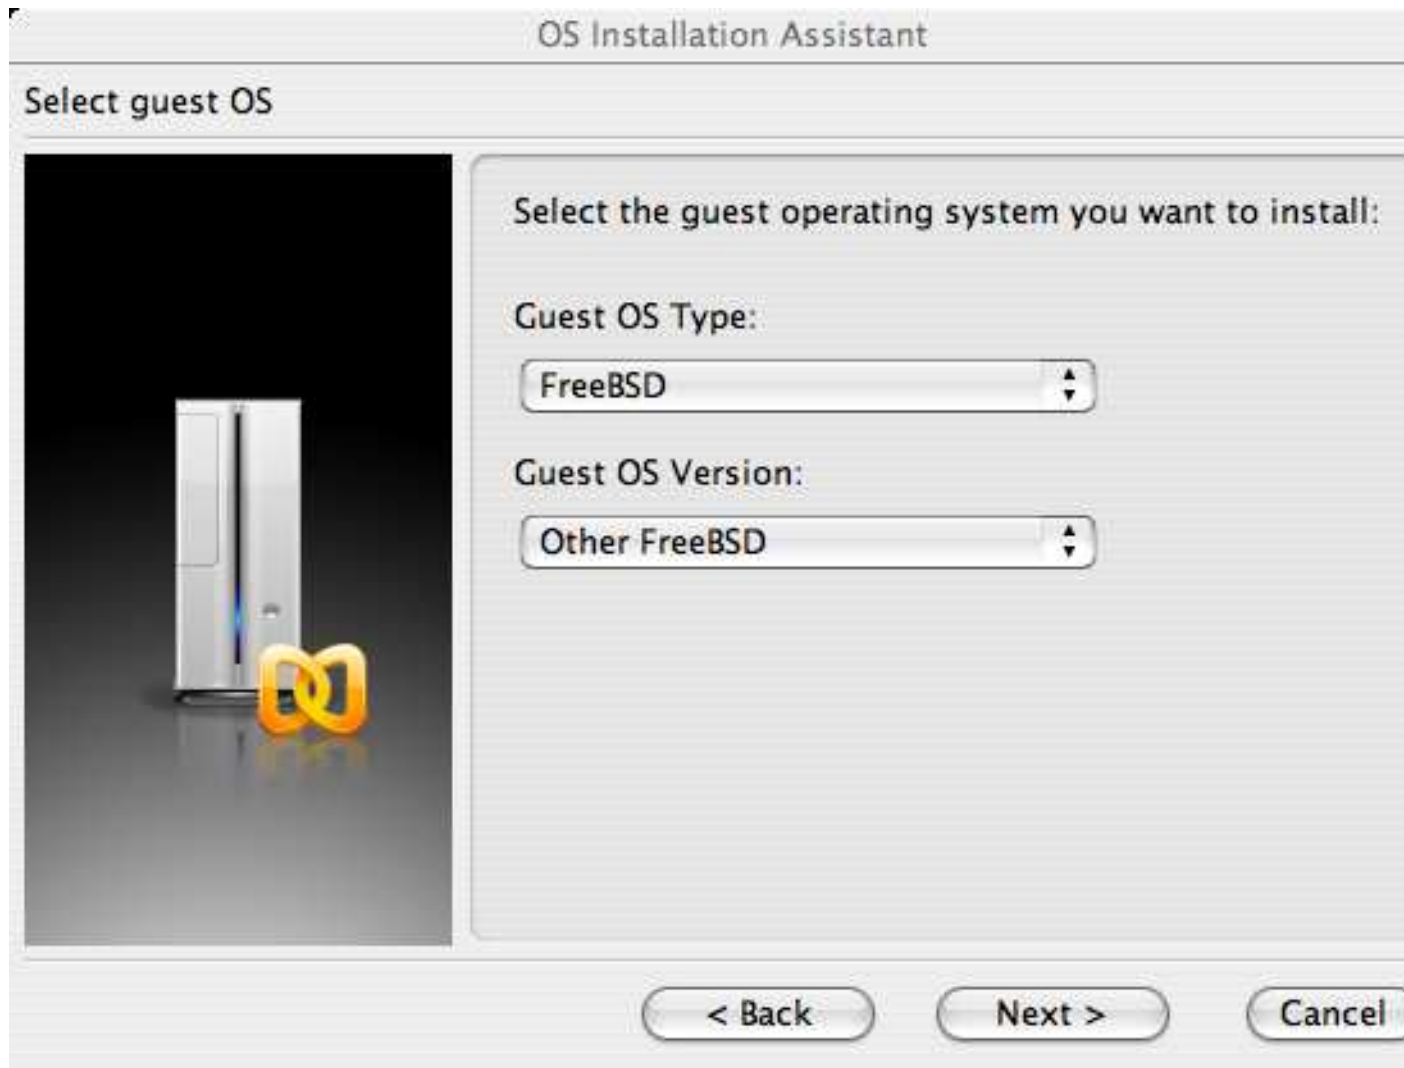 OS Installation Assistant
Select guest OS
Select the guest operating system you want to install:
Guest OS Type:
FreeBSD
Guest OS Version:
Other FreeBSD
< Back
Next >
Cancel